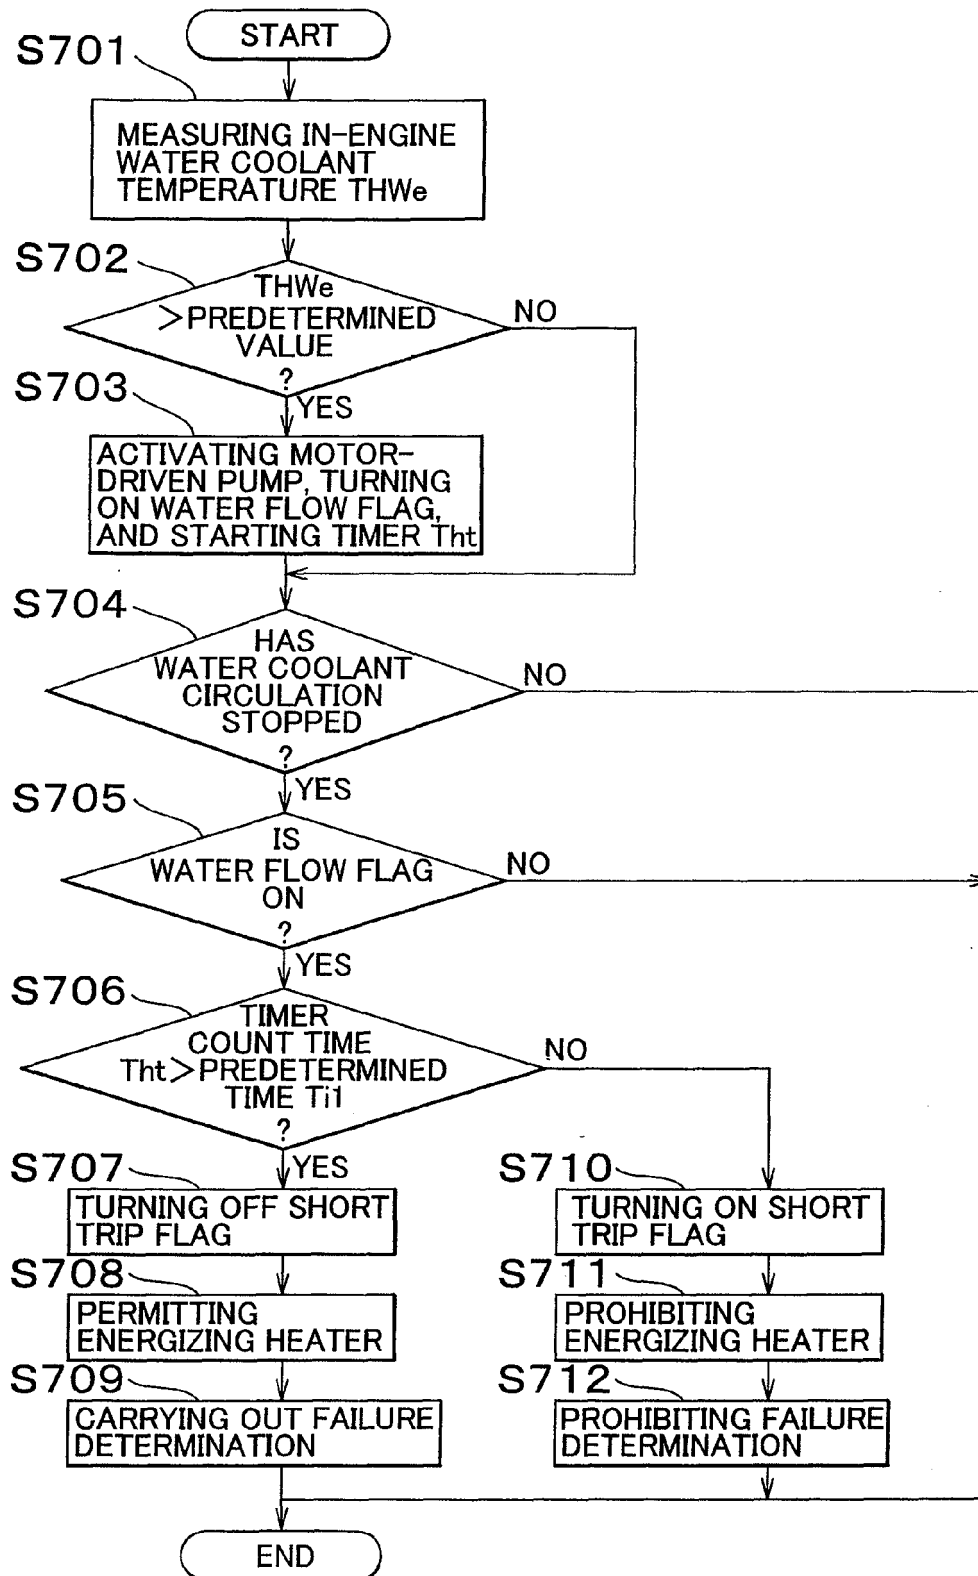 START
S701
MEASURING IN-ENGINE
WATER COOLANT
TEMPERATURE THWe
S702
THWe
>PREDETERMINED
VALUE
?
NO
YES
S703
ACTIVATING MOTOR-
DRIVEN PUMP, TURNING
ON WATER FLOW FLAG,
AND STARTING TIMER Tht
S704
HAS
WATER COOLANT
CIRCULATION
STOPPED
?
NO
YES
S705
IS
WATER FLOW FLAG
ON
?
NO
YES
S706
TIMER
COUNT TIME
Tht>PREDETERMINED
TIME Ti1
?
NO
YES
S707
TURNING OFF SHORT
TRIP FLAG
S708
PERMITTING
ENERGIZING HEATER
S709
CARRYING OUT FAILURE
DETERMINATION
S710
TURNING ON SHORT
TRIP FLAG
S711
PROHIBITING
ENERGIZING HEATER
S712
PROHIBITING FAILURE
DETERMINATION
END